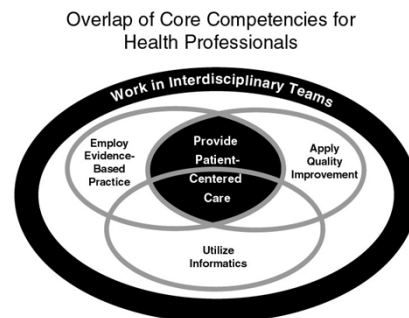 Overlap of Core Competencies for
Health Professionals
Work in Interdisciplinary Teams
Employ
Evidence-
Based
Practice
Provide
Patient-
Centered
Care
Apply
Quality
Improvement
Utilize
Informatics